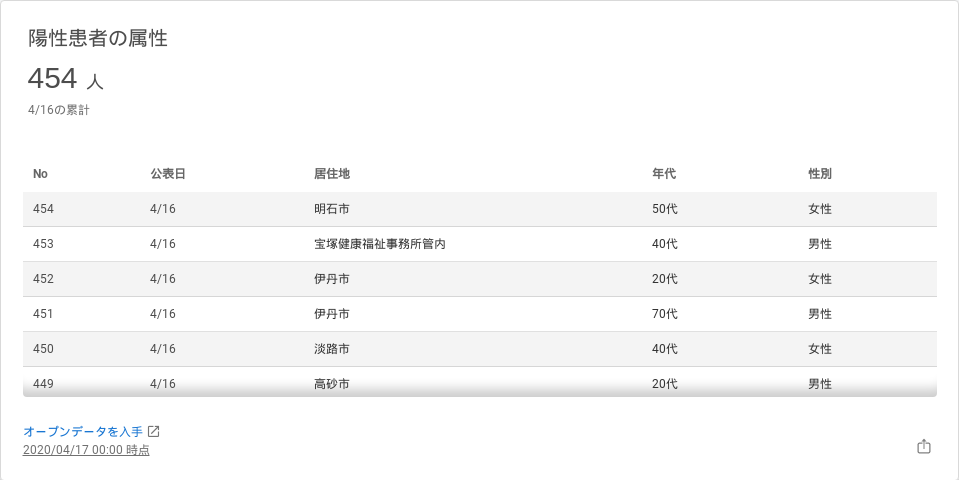 陽性患者の属性
454 人
4/16の累計
No 公表日 居住地 年代 性別
454 4/16 明石市 50代 女性
453 4/16 宝塚健康福祉事務所管内 40代 男性
452 4/16 伊丹市 20代 女性
451 4/16 伊丹市 70代 男性
450 4/16 淡路市 40代 女性
449 4/16 高砂市 20代 男性
オープンデータを入手
2020/04/17 00:00 時点